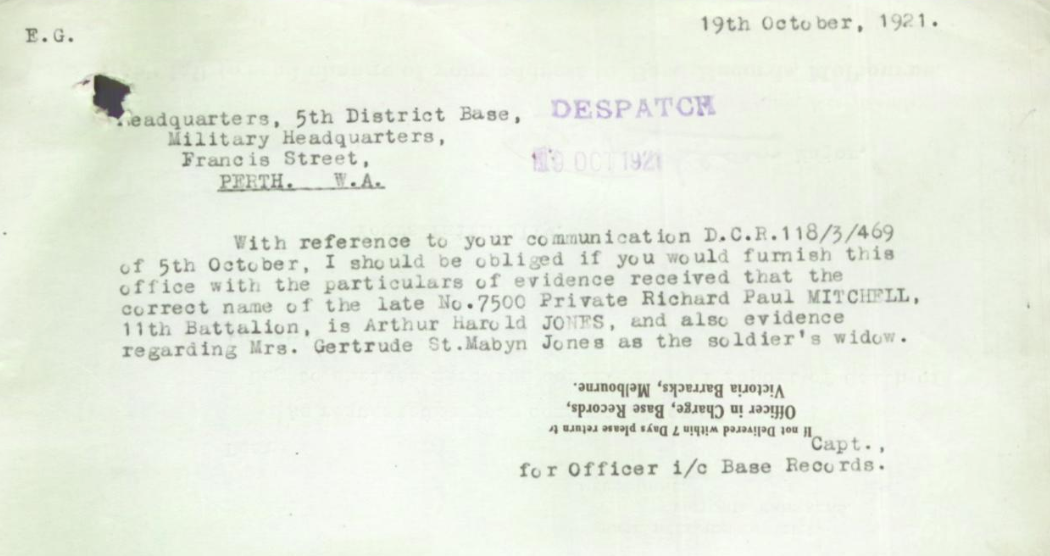 19th October, 1921.
E.G.
Headquarters, 5th District Base,
DESPATCH
Military Headquarters,
Francis Street,
19 OCT 1921
PERTH. W.A.
With reference to your communication D.C.R.118/3/469
of 5th October, I should be obliged if you would furnish this
office with the particulars of evidence received that the
correct name of the late No.7500 Private Richard Paul MITCHELL,
11th Battalion, is Arthur Harold JONES, and also evidence
regarding Mrs. Gertrude St.Mabyn Jones as the soldier's widow.
If not Delivered within 7 Days please return to
Officer in Charge, Base Records,
Victoria Barracks, Melbourne.
Capt.,
for Officer i/c Base Records.